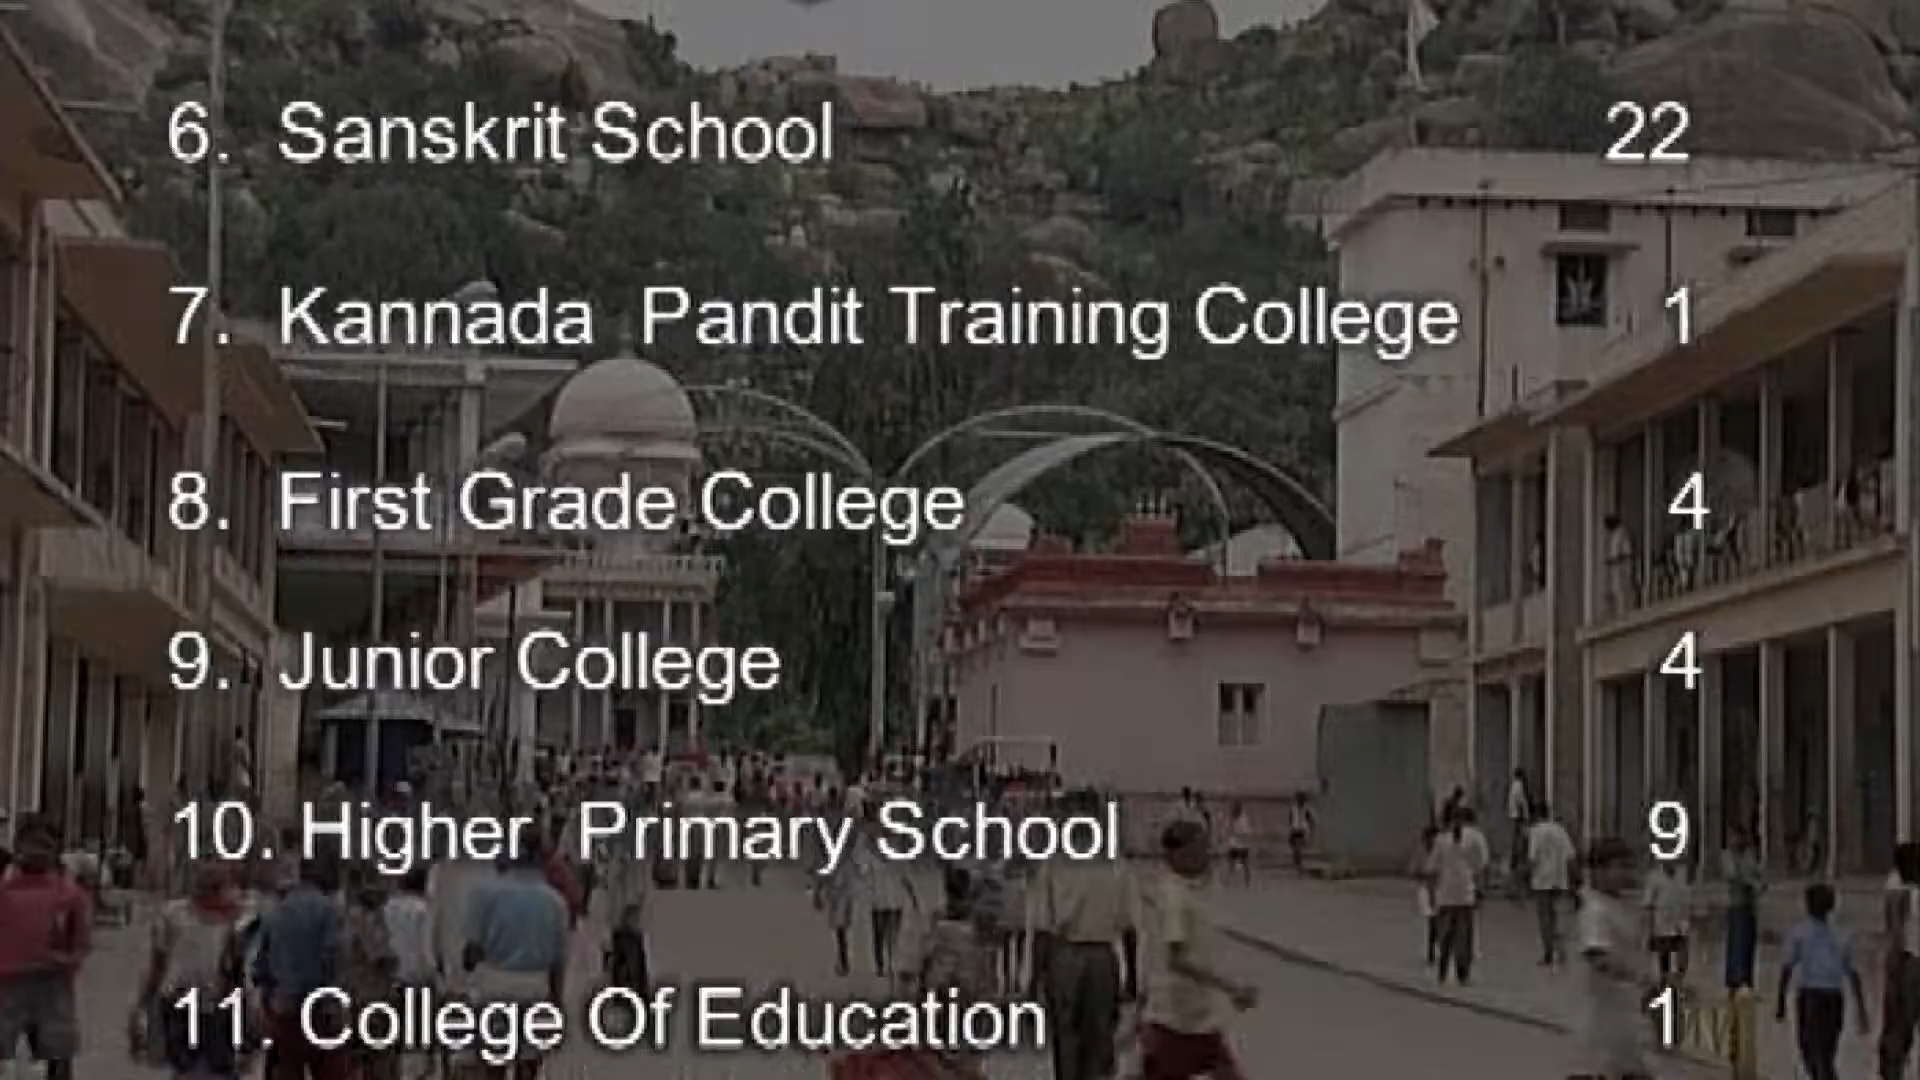 6. Sanskrit School 22
7. Kannada Pandit Training College 1
8. First Grade College 4
9. Junior College 4
10. Higher Primary School 9
11. College Of Education 1